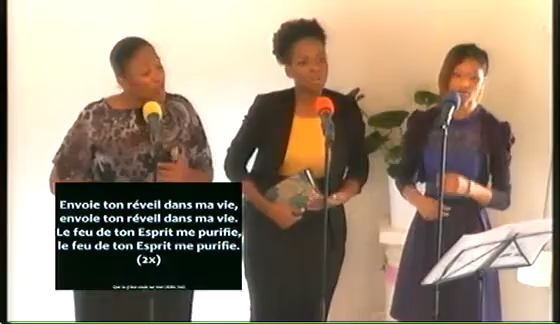 Envoie ton réveil dans ma vie,
envoie ton réveil dans ma vie.
Le feu de ton Esprit me purifie,
le feu de ton Esprit me purifie.
(2x)